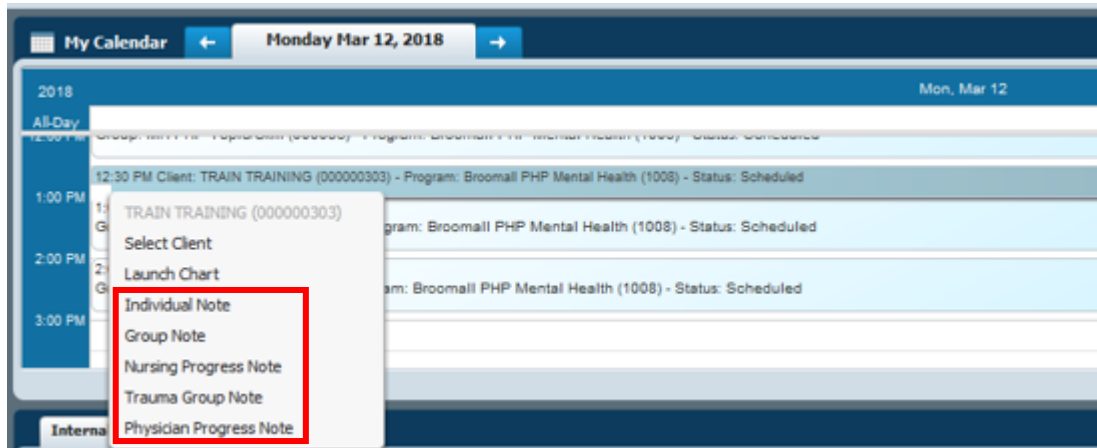 My Calendar ← Monday Mar 12, 2018 →
2018 Mon, Mar 12
All-Day
12:30 PM Client: TRAIN TRAINING (000000303) - Program: Broomall PHP Mental Health (1008) - Status: Scheduled
1:00 PM
TRAIN TRAINING (000000303)
gram: Broomall PHP Mental Health (1008) - Status: Scheduled
Select Client
2:00 PM
Launch Chart
am: Broomall PHP Mental Health (1008) - Status: Scheduled
Individual Note
3:00 PM
Group Note
Nursing Progress Note
Trauma Group Note
Interna
Physician Progress Note